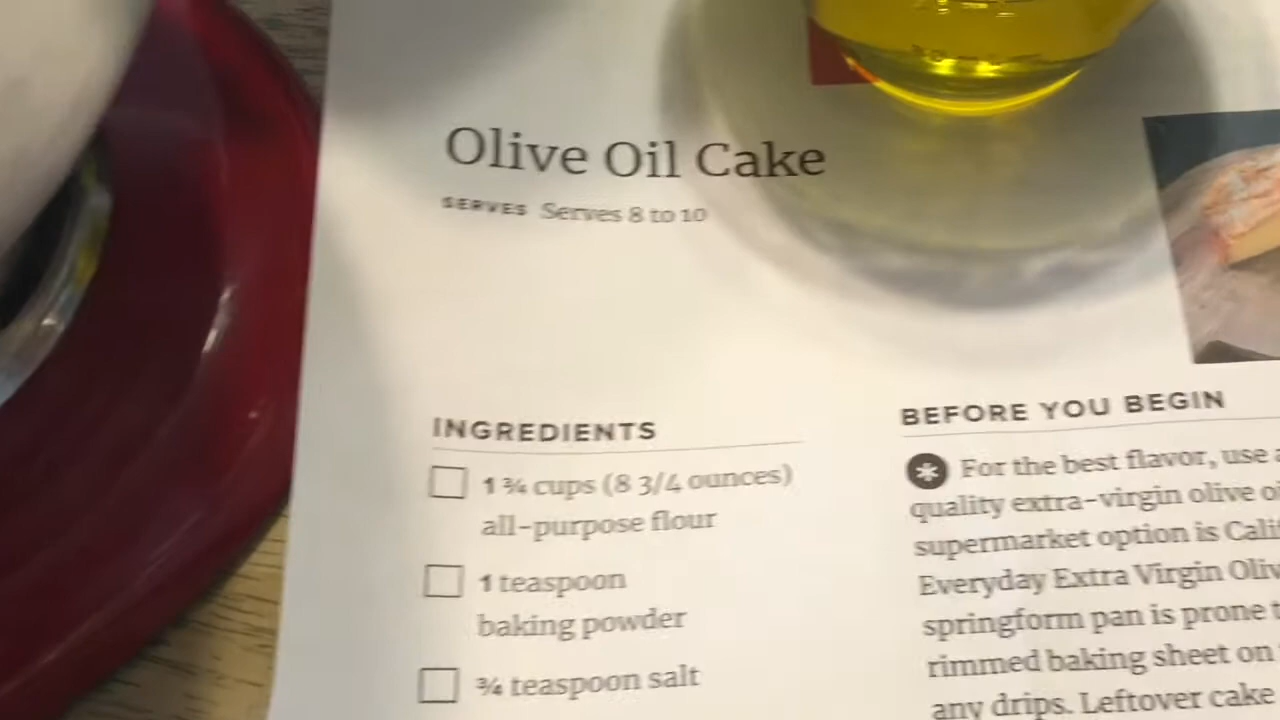 Olive Oil Cake
SERVES Serves 8 to 10
INGREDIENTS
1 ¾ cups (8 3/4 ounces)
all-purpose flour
1 teaspoon
baking powder
¾ teaspoon salt
BEFORE YOU BEGIN
* For the best flavor, use a
quality extra-virgin olive
supermarket option is
Everyday Extra Virgin
springform pan is prone
rimmed baking sheet on
any drips. Leftover cake